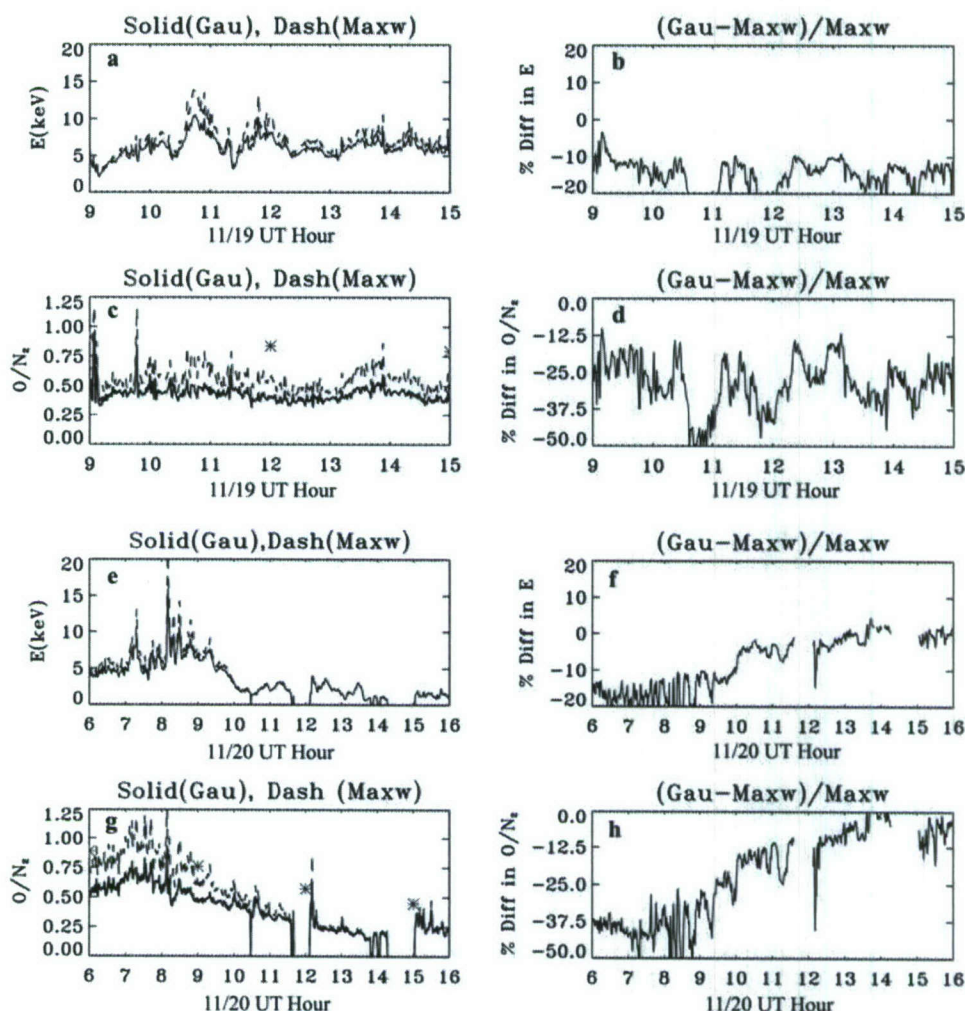 Solid(Gau), Dash(Maxw)
a
E(keV)
20
15
10
5
0
9 10 11 12 13 14 15
11/19 UT Hour
(Gau-Maxw)/Maxw
b
% Diff in E
20
10
0
-10
-20
9 10 11 12 13 14 15
11/19 UT Hour
Solid(Gau), Dash(Maxw)
c
O/N₂
1.25
1.00
0.75
0.50
0.25
0.00
9 10 11 12 13 14 15
11/19 UT Hour
(Gau-Maxw)/Maxw
d
% Diff in O/N₂
0.0
-12.5
-25.0
-37.5
-50.0
9 10 11 12 13 14 15
11/19 UT Hour
Solid(Gau),Dash(Maxw)
e
E(keV)
20
15
10
5
0
6 7 8 9 10 11 12 13 14 15 16
11/20 UT Hour
(Gau-Maxw)/Maxw
f
% Diff in E
20
10
0
-10
-20
6 7 8 9 10 11 12 13 14 15 16
11/20 UT Hour
Solid(Gau), Dash (Maxw)
g
O/N₂
1.25
1.00
0.75
0.50
0.25
0.00
6 7 8 9 10 11 12 13 14 15 16
11/20 UT Hour
(Gau-Maxw)/Maxw
h
% Diff in O/N₂
0.0
-12.5
-25.0
-37.5
-50.0
6 7 8 9 10 11 12 13 14 15 16
11/20 UT Hour